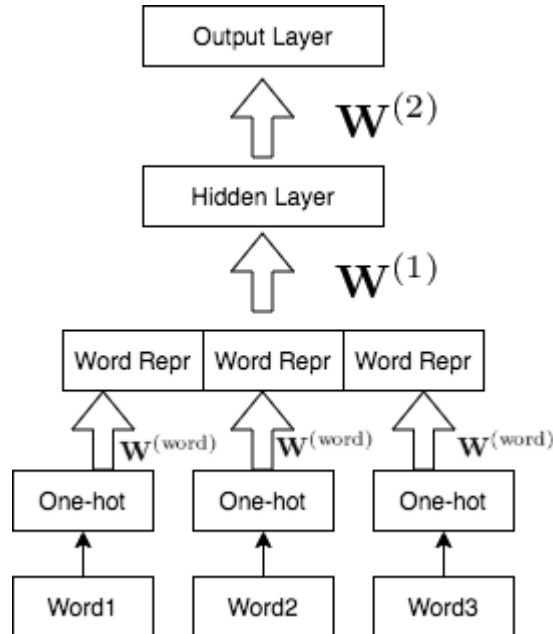 Output Layer
W(2)
Hidden Layer
W(1)
Word Repr Word Repr Word Repr
W(word) W(word) W(word)
One-hot One-hot One-hot
Word1 Word2 Word3